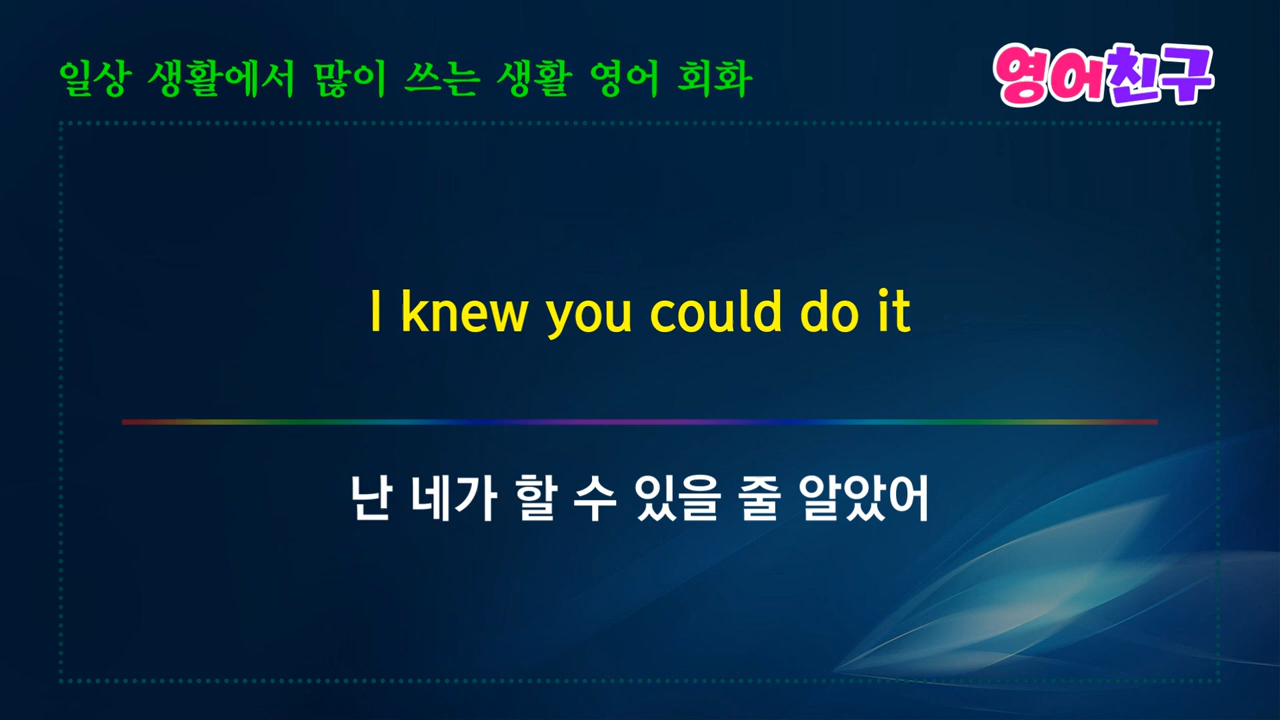 일상 생활에서 많이 쓰는 생활 영어 회화
영어친구
I knew you could do it
난 네가 할 수 있을 줄 알았어